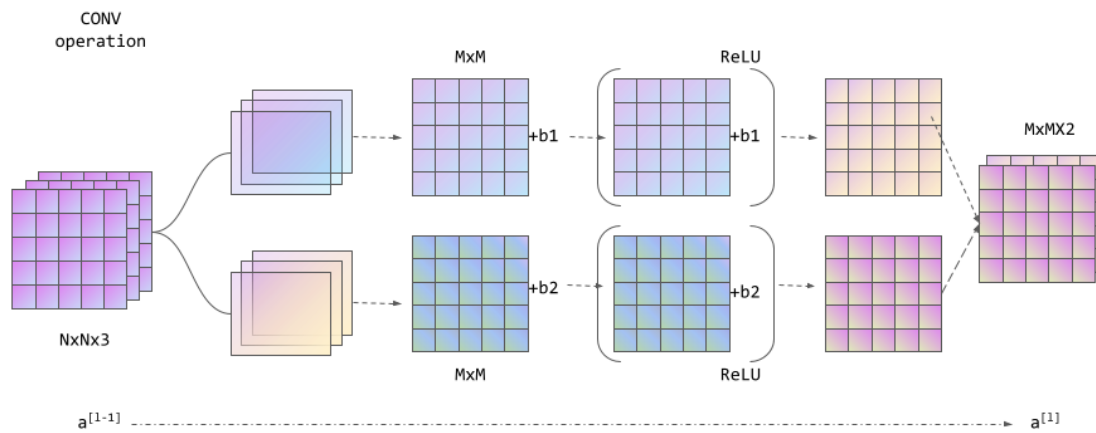 CONV
operation
MxM
ReLU
+b1
+b1
MxMX2
NxNx3
+b2
+b2
MxM
ReLU
a[l-1]
a[l]